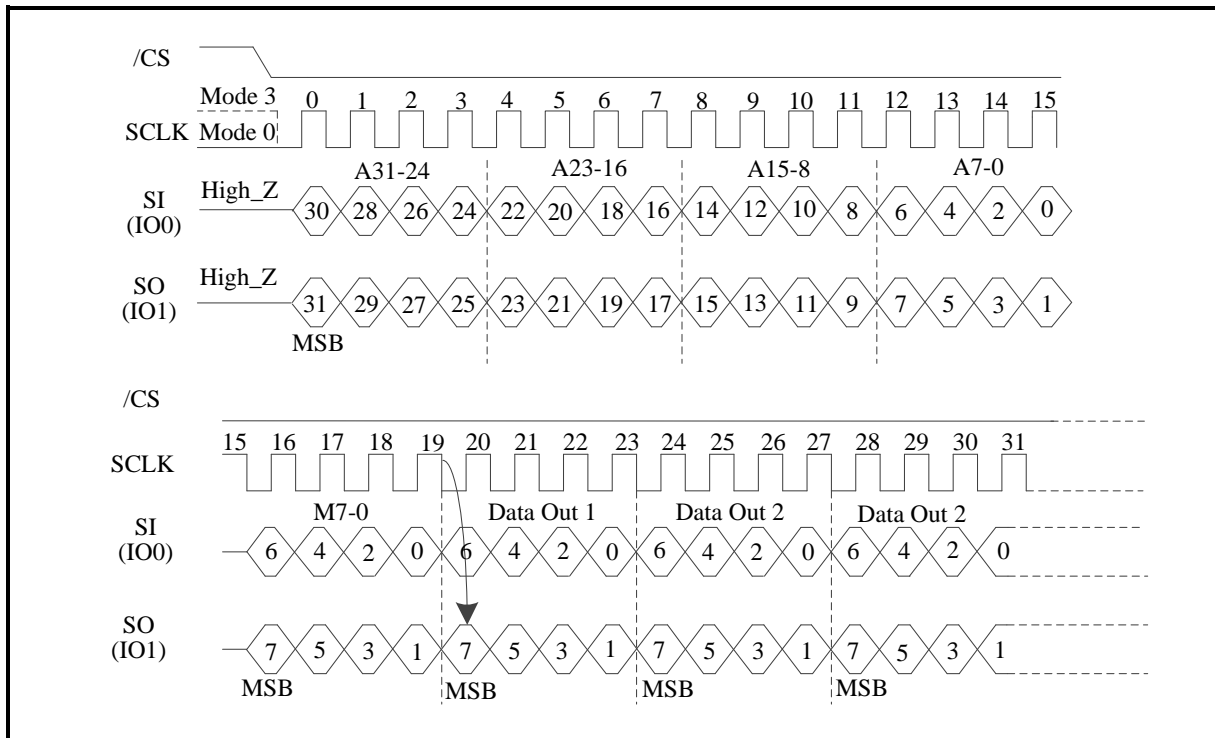 /CS
Mode 3 0 1 2 3 4 5 6 7 8 9 10 11 12 13 14 15
SCLK Mode 0
A31-24 A23-16 A15-8 A7-0
High_Z
SI
(IO0)
30 28 26 24 22 20 18 16 14 12 10 8 6 4 2 0
High_Z
SO
(IO1)
31 29 27 25 23 21 19 17 15 13 11 9 7 5 3 1
MSB
/CS
15 16 17 18 19 20 21 22 23 24 25 26 27 28 29 30 31
SCLK
M7-0 Data Out 1 Data Out 2 Data Out 2
SI
(IO0)
6 4 2 0 6 4 2 0 6 4 2 0 6 4 2 0
SO
(IO1)
7 5 3 1 7 5 3 1 7 5 3 1 7 5 3 1
MSB MSB MSB MSB